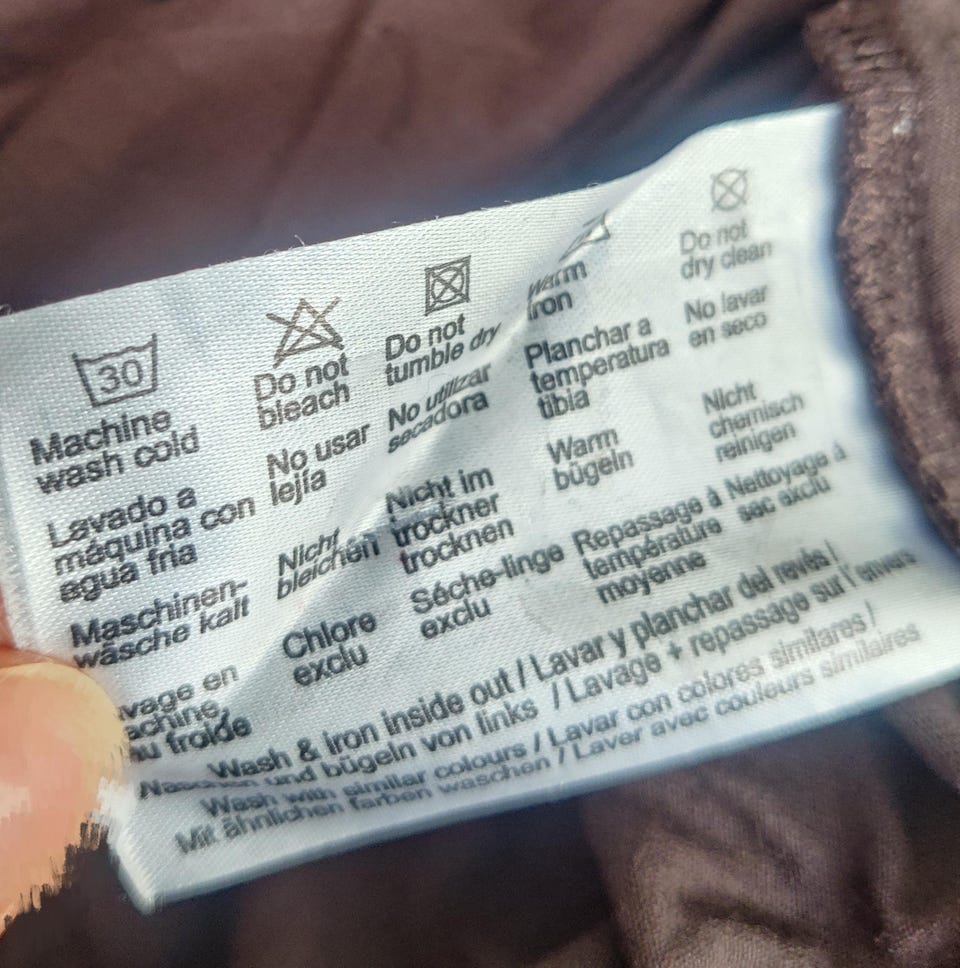 30
Machine
wash cold
Lavado a
máquina con
agua fria
Maschinen-
wäsche kalt
en
froide
Do not
bleach
No usar
lejía
Nicht
bleichen
Chlore
exclu
Do not
tumble dry
No utilizar
secadora
Nicht im
trockner
trocknen
Séche-linge
exclu
Warm
Iron
Planchar a
temperatura
tibia
Warm
bügeln
Repassage à
température
moyenne
Do not
dry clean
No lavar
en seco
Nicht
chemisch
reinigen
Nettoyage à
sec exclu
Wash & Iron inside out / Lavar y planchar del revés /
und bügeln von links / Lavage + repassage sur l'envers
Wash with similar colours / Lavar con colores similares /
Mit ähnlichen farben waschen / Laver avec couleurs similaires